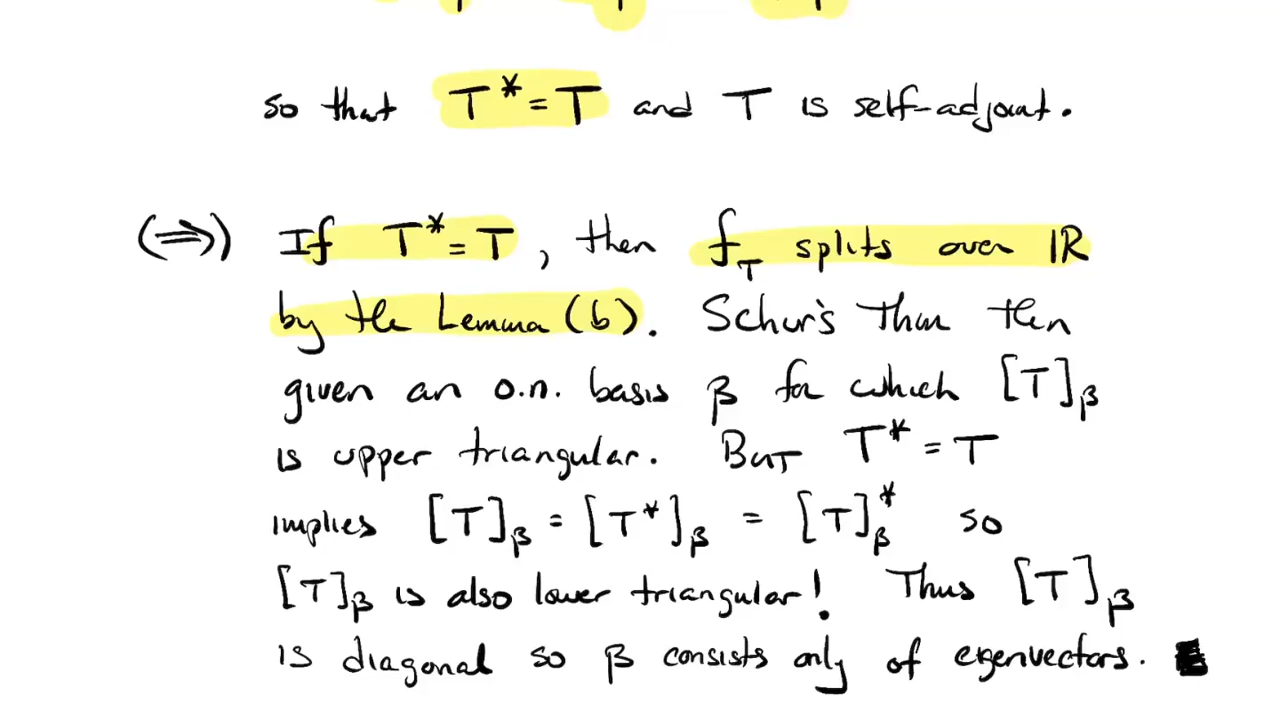 so that T* = T and T is self-adjoint.
(⇒) If T* = T, then f_T splits over ℝ
by the Lemma (b). Schur's Thm then
given an o.n. basis β for which [T]_β
is upper triangular. But T* = T
implies [T]_β = [T*]_β = [T]_β^* so
[T]_β is also lower triangular! Thus [T]_β
is diagonal so β consists only of eigenvectors. ■